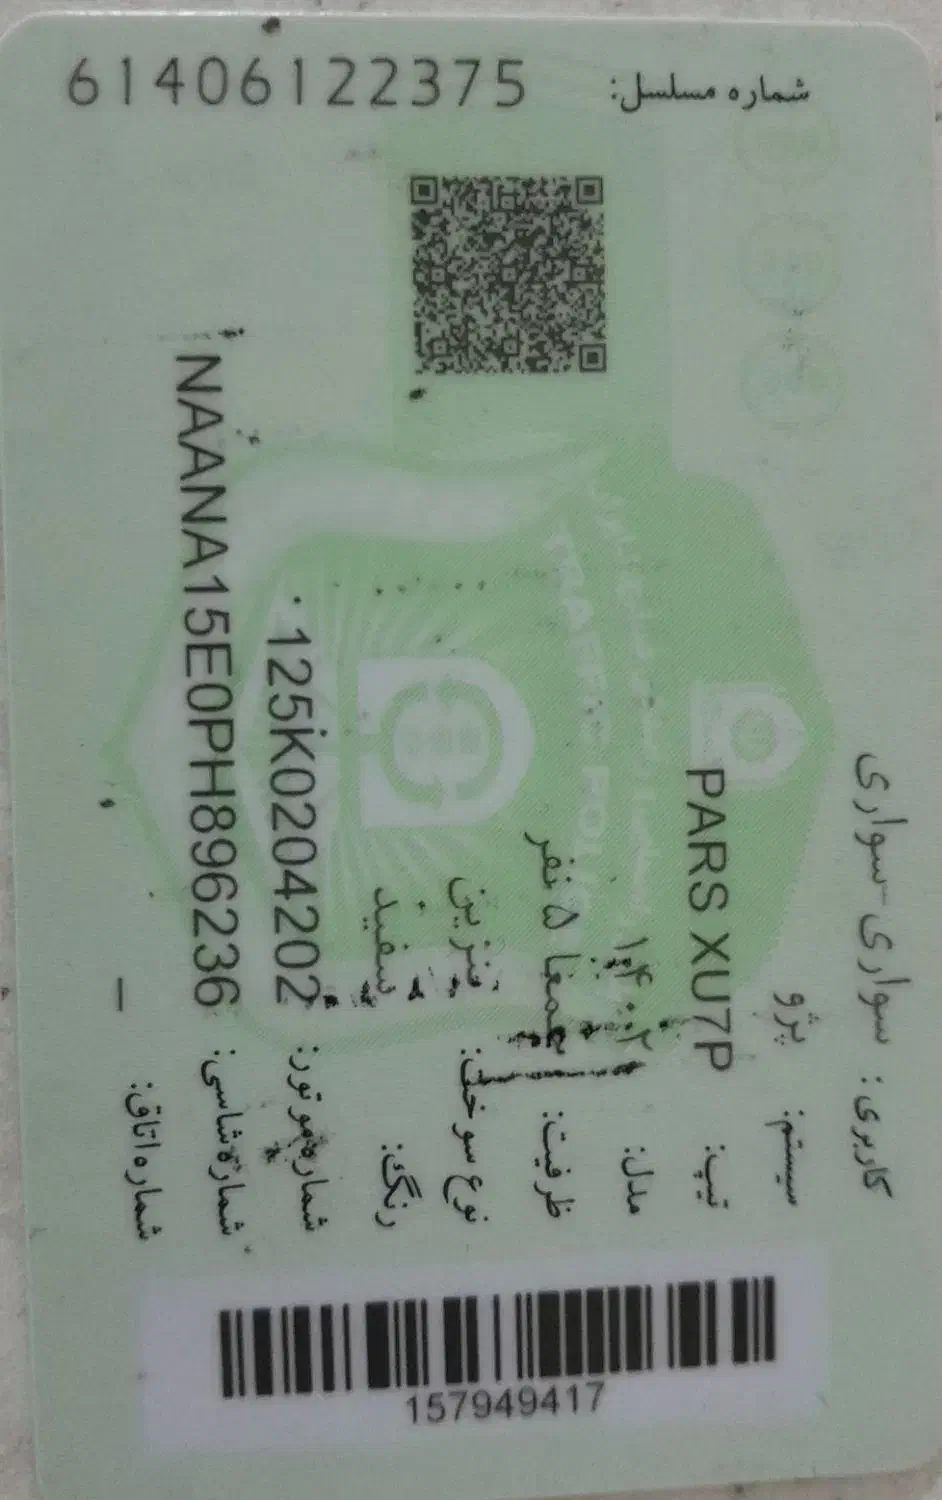 شماره مسلسل: 61406122375
کاربری: سواری-سواری
سیستم: پژو
تیپ: PARS XU7P
مدل: ۱۴۰۲
ظرفیت: جمعا ۵ نفر
نوع سوخت: بنزین
رنگ: سفید
شماره موتور: 125K0204202
شماره شاسی: NAANA15E0PH896236
شماره اتاق: –
157949417